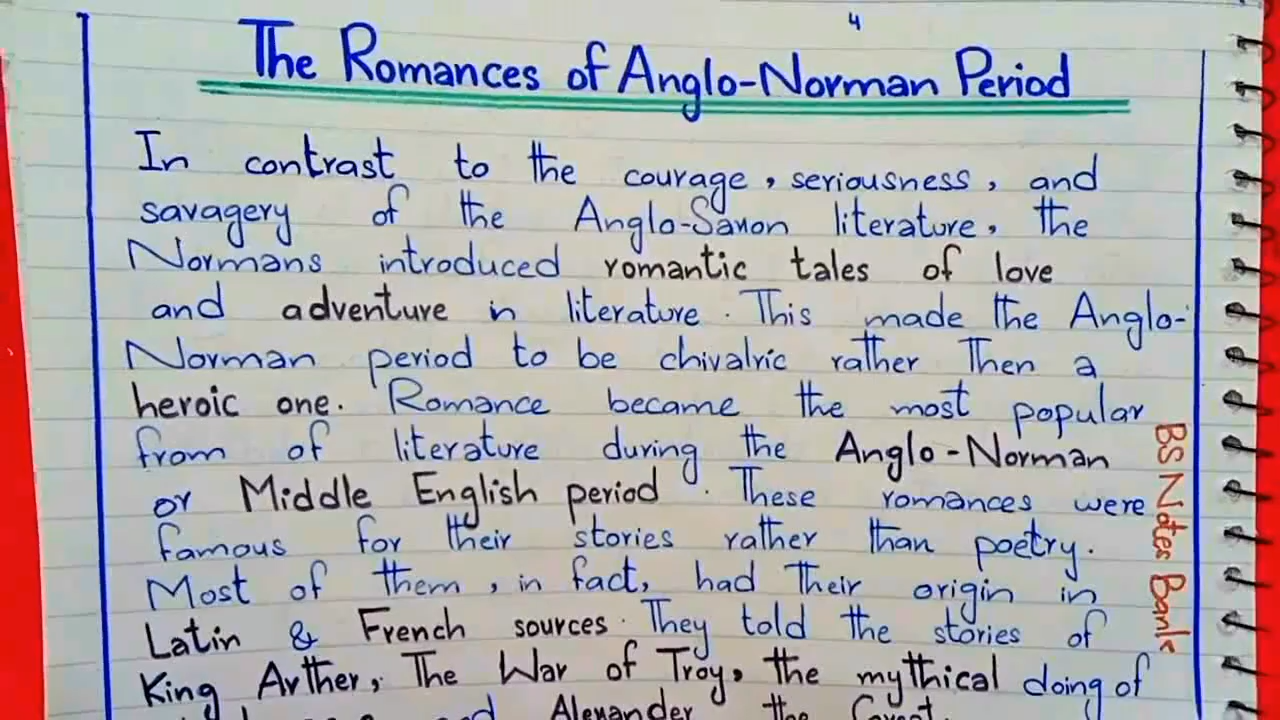 4
The Romances of Anglo-Norman Period
In contrast to the courage, seriousness, and
savagery of the Anglo-Saxon literature, the
Normans introduced romantic tales of love
and adventure in literature. This made the Anglo-
Norman period to be chivalric rather Then a
heroic one. Romance became the most popular
from of literature during the Anglo-Norman
or Middle English period. These romances were
famous for their stories rather than poetry.
Most of them, in fact, had their origin in
Latin & French sources. They told the stories of
King Arther, The War of Troy, the mythical doing of
Alexander the Great.
BS Notes Bank